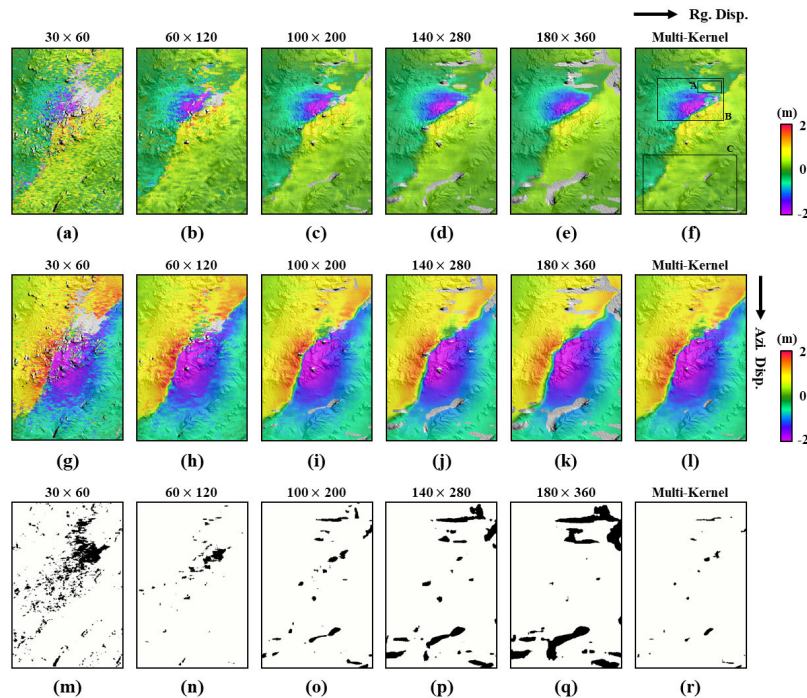 Rg. Disp.
30 × 60 60 × 120 100 × 200 140 × 280 180 × 360 Multi-Kernel
A
B
C
(m)
2
0
-2
(a) (b) (c) (d) (e) (f)
30 × 60 60 × 120 100 × 200 140 × 280 180 × 360 Multi-Kernel
Azi. Disp.
(m)
2
0
-2
(g) (h) (i) (j) (k) (l)
30 × 60 60 × 120 100 × 200 140 × 280 180 × 360 Multi-Kernel
(m) (n) (o) (p) (q) (r)